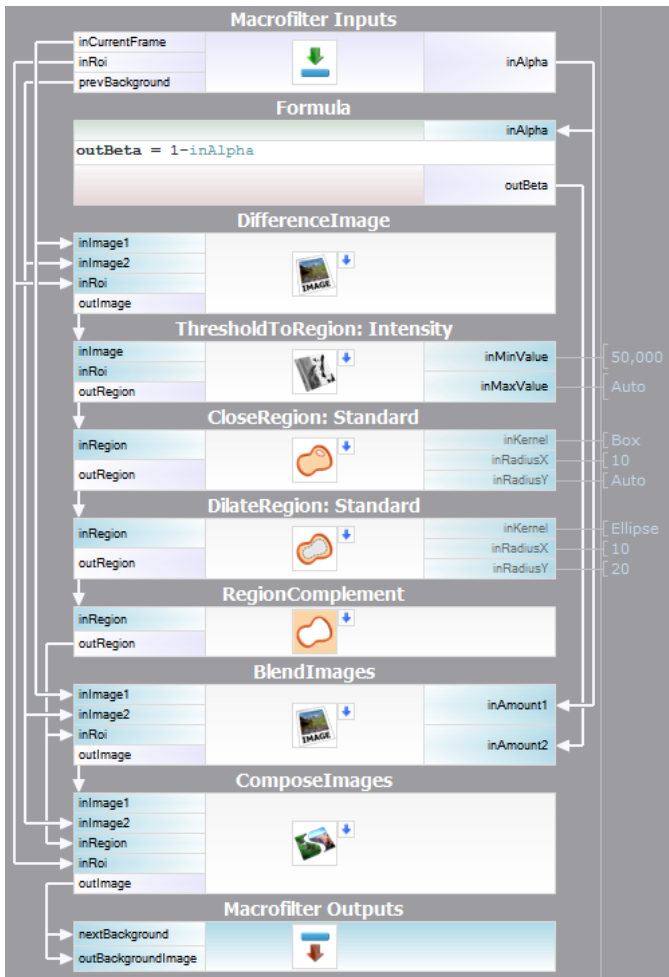 Macrofilter Inputs
inCurrentFrame
inRoi
prevBackground
inAlpha
Formula
inAlpha
outBeta = 1-inAlpha
outBeta
DifferenceImage
inImage1
inImage2
inRoi
outImage
IMAGE
ThresholdToRegion: Intensity
inImage
inRoi
outRegion
inMinValue 50,000
inMaxValue Auto
CloseRegion: Standard
inRegion
outRegion
inKernel Box
inRadiusX 10
inRadiusY Auto
DilateRegion: Standard
inRegion
outRegion
inKernel Ellipse
inRadiusX 10
inRadiusY 20
RegionComplement
inRegion
outRegion
BlendImages
inImage1
inImage2
inRoi
outImage
IMAGE
inAmount1
inAmount2
ComposeImages
inImage1
inImage2
inRegion
inRoi
outImage
Macrofilter Outputs
nextBackground
outBackgroundImage